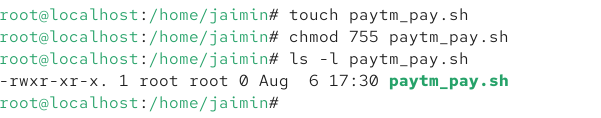 root@localhost:/home/jaimin# touch paytm_pay.sh
root@localhost:/home/jaimin# chmod 755 paytm_pay.sh
root@localhost:/home/jaimin# ls -l paytm_pay.sh
-rwxr-xr-x. 1 root root 0 Aug  6 17:30 paytm_pay.sh
root@localhost:/home/jaimin#